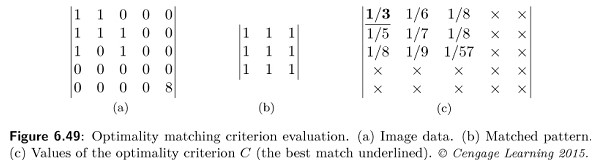 1 1 0 0 0
1 1 1 0 0
1 0 1 0 0
0 0 0 0 0
0 0 0 0 8
(a)
1 1 1
1 1 1
1 1 1
(b)
1/3 1/6 1/8 × ×
1/5 1/7 1/8 × ×
1/8 1/9 1/57 × ×
× × × × ×
× × × × ×
(c)
Figure 6.49: Optimality matching criterion evaluation. (a) Image data. (b) Matched pattern.
(c) Values of the optimality criterion C (the best match underlined). © Cengage Learning 2015.